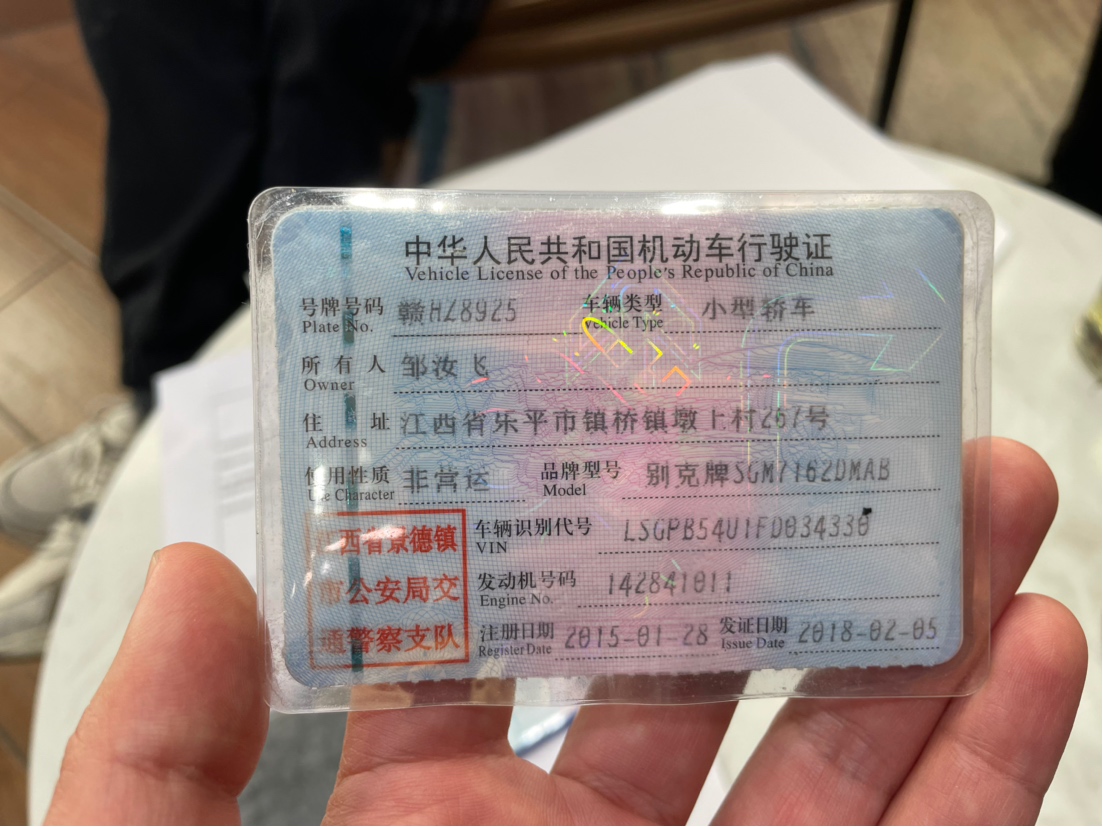 中华人民共和国机动车行驶证
Vehicle License of the People's Republic of China
号牌号码 赣HZ8925 车辆类型 小型轿车
Plate No. Vehicle Type
所有人 邹汝飞
Owner
住址 江西省乐平市镇桥镇墩上村267号
Address
使用性质 非营运 品牌型号 别克牌SGM7162DMAB
Use Character Model
江西省景德镇
市公安局交
通警察支队
车辆识别代号 LSGPB54U1FD034330
VIN
发动机号码 142841011
Engine No.
注册日期 2015-01-28 发证日期 2018-02-05
Register Date Issue Date